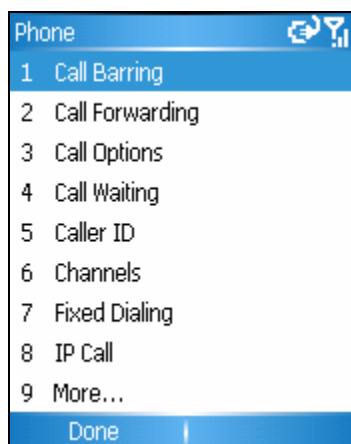 Phone
1 Call Barring
2 Call Forwarding
3 Call Options
4 Call Waiting
5 Caller ID
6 Channels
7 Fixed Dialing
8 IP Call
9 More...
Done